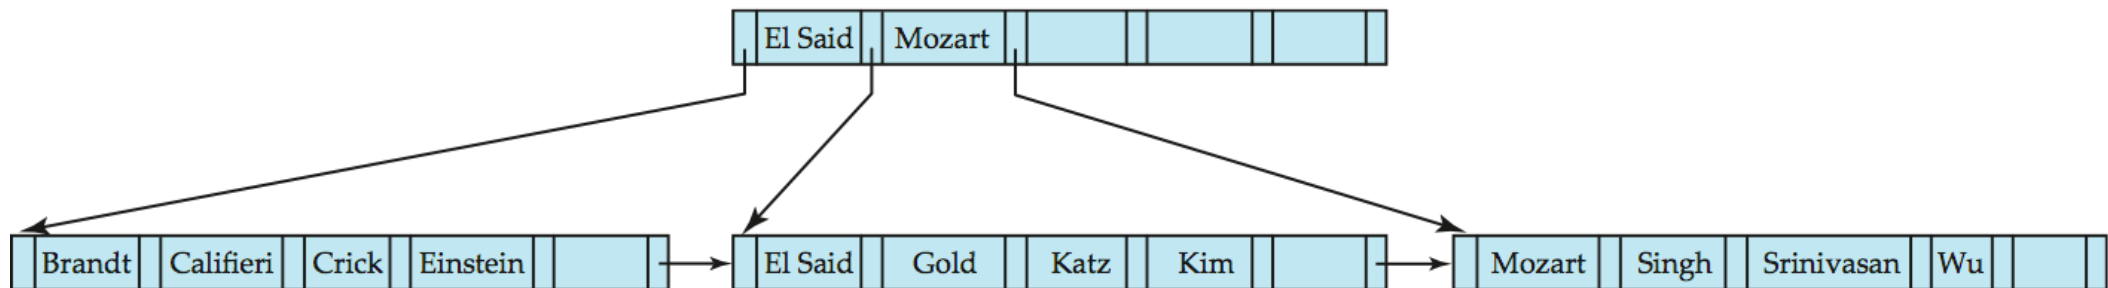 El Said Mozart
Brandt Califieri Crick Einstein El Said Gold Katz Kim Mozart Singh Srinivasan Wu